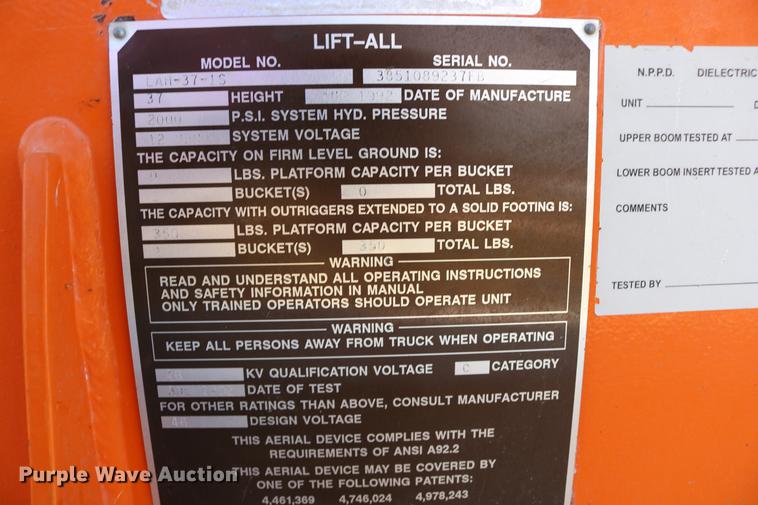 LIFT-ALL
MODEL NO. SERIAL NO.
LAM-37-1S 3851089237FB
37 HEIGHT 1992 DATE OF MANUFACTURE
2000 P.S.I. SYSTEM HYD. PRESSURE
12 SYSTEM VOLTAGE
THE CAPACITY ON FIRM LEVEL GROUND IS:
LBS. PLATFORM CAPACITY PER BUCKET
BUCKET(S) 0 TOTAL LBS.
THE CAPACITY WITH OUTRIGGERS EXTENDED TO A SOLID FOOTING IS:
350 LBS. PLATFORM CAPACITY PER BUCKET
1 BUCKET(S) 350 TOTAL LBS.
WARNING
READ AND UNDERSTAND ALL OPERATING INSTRUCTIONS
AND SAFETY INFORMATION IN MANUAL
ONLY TRAINED OPERATORS SHOULD OPERATE UNIT
WARNING
KEEP ALL PERSONS AWAY FROM TRUCK WHEN OPERATING
KV QUALIFICATION VOLTAGE C CATEGORY
DATE OF TEST
FOR OTHER RATINGS THAN ABOVE, CONSULT MANUFACTURER
46 DESIGN VOLTAGE
THIS AERIAL DEVICE COMPLIES WITH THE
REQUIREMENTS OF ANSI A92.2
THIS AERIAL DEVICE MAY BE COVERED BY
ONE OF THE FOLLOWING PATENTS:
4,461,369 4,746,024 4,978,243
N.P.P.D. DIELECTRIC
UNIT
UPPER BOOM TESTED AT
LOWER BOOM INSERT TESTED A
COMMENTS
TESTED BY
Purple Wave Auction